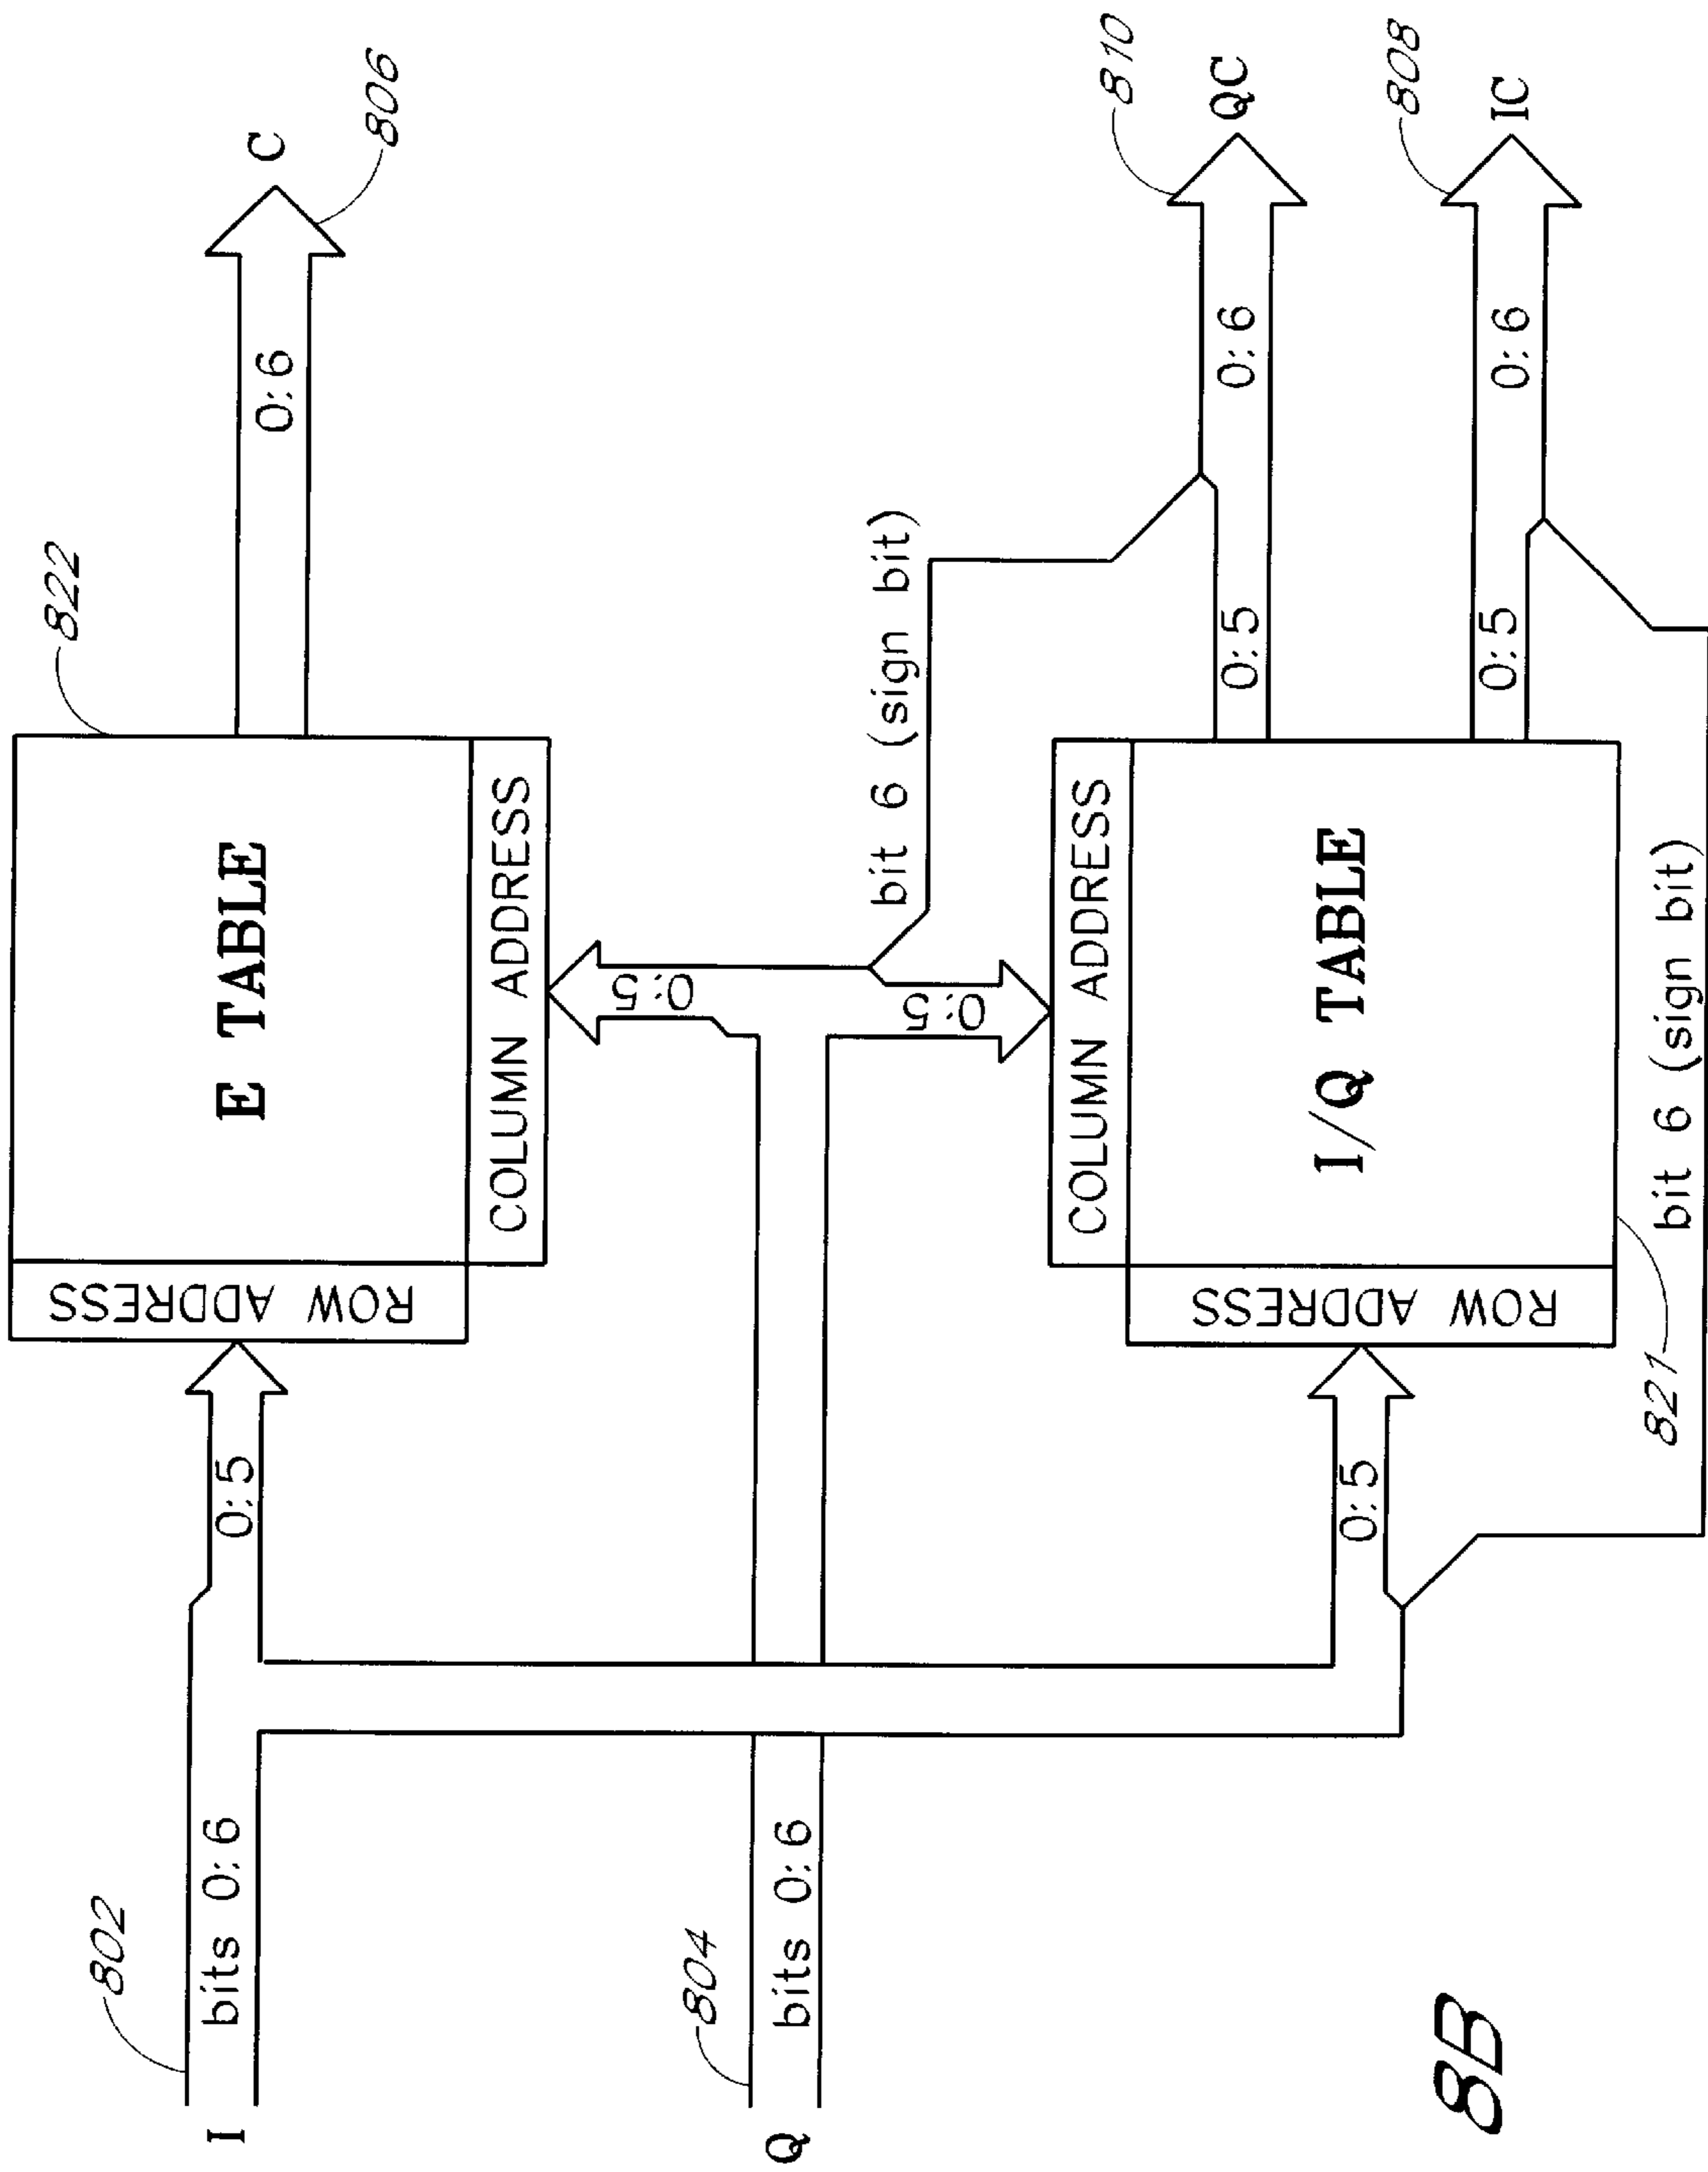 802
I bits 0:6
0:5
ROW ADDRESS
E TABLE
COLUMN ADDRESS
822
0:6
C
806
804
Q bits 0:6
0:5
0:5
bit 6 (sign bit)
COLUMN ADDRESS
0:5
ROW ADDRESS
I/Q TABLE
821
0:5
0:6
QC
810
0:5
0:6
IC
808
bit 6 (sign bit)
8B